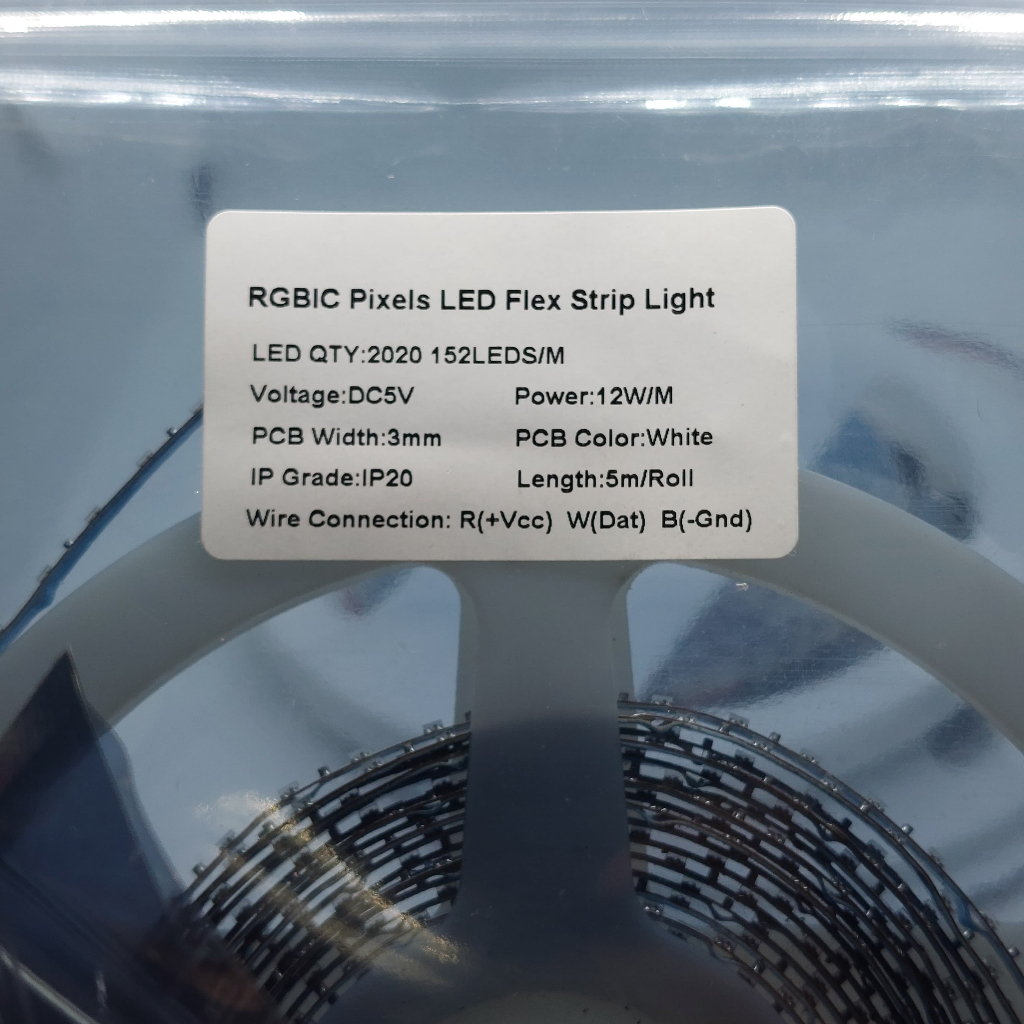 RGBIC Pixels LED Flex Strip Light
LED QTY:2020 152LEDS/M
Voltage:DC5V Power:12W/M
PCB Width:3mm PCB Color:White
IP Grade:IP20 Length:5m/Roll
Wire Connection: R(+Vcc) W(Dat) B(-Gnd)